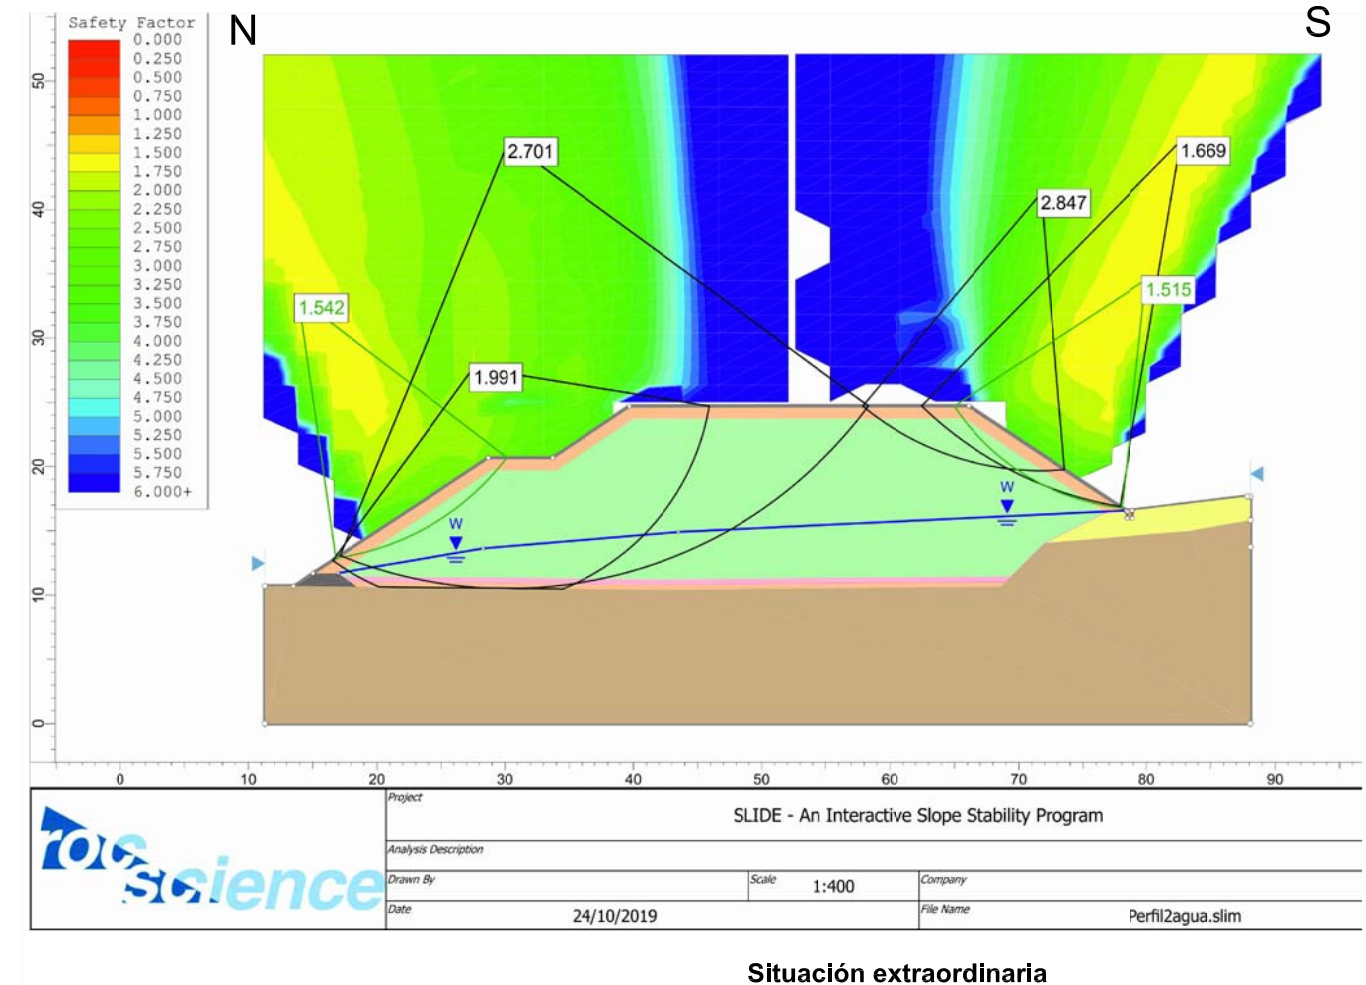 Safety Factor
0.000
0.250
0.500
0.750
1.000
1.250
1.500
1.750
2.000
2.250
2.500
2.750
3.000
3.250
3.500
3.750
4.000
4.250
4.500
4.750
5.000
5.250
5.500
5.750
6.000+
N
S
2.701
1.669
2.847
1.542
1.515
1.991
W
W
50
40
30
20
10
0
0 10 20 30 40 50 60 70 80 90
rocscience
Project
SLIDE - An Interactive Slope Stability Program
Analysis Description
Drawn By
Scale 1:400
Company
Date 24/10/2019
File Name Perfil2agua.slim
Situación extraordinaria